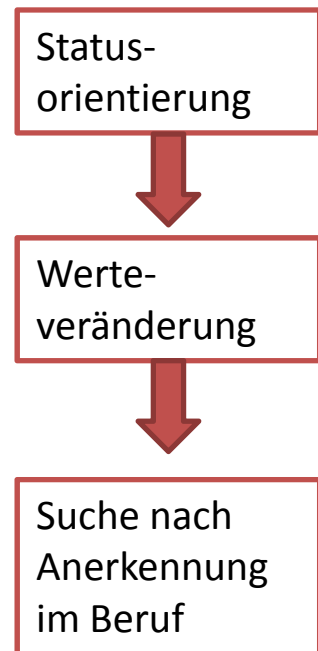 Status-
orientierung
Werte-
veränderung
Suche nach
Anerkennung
im Beruf